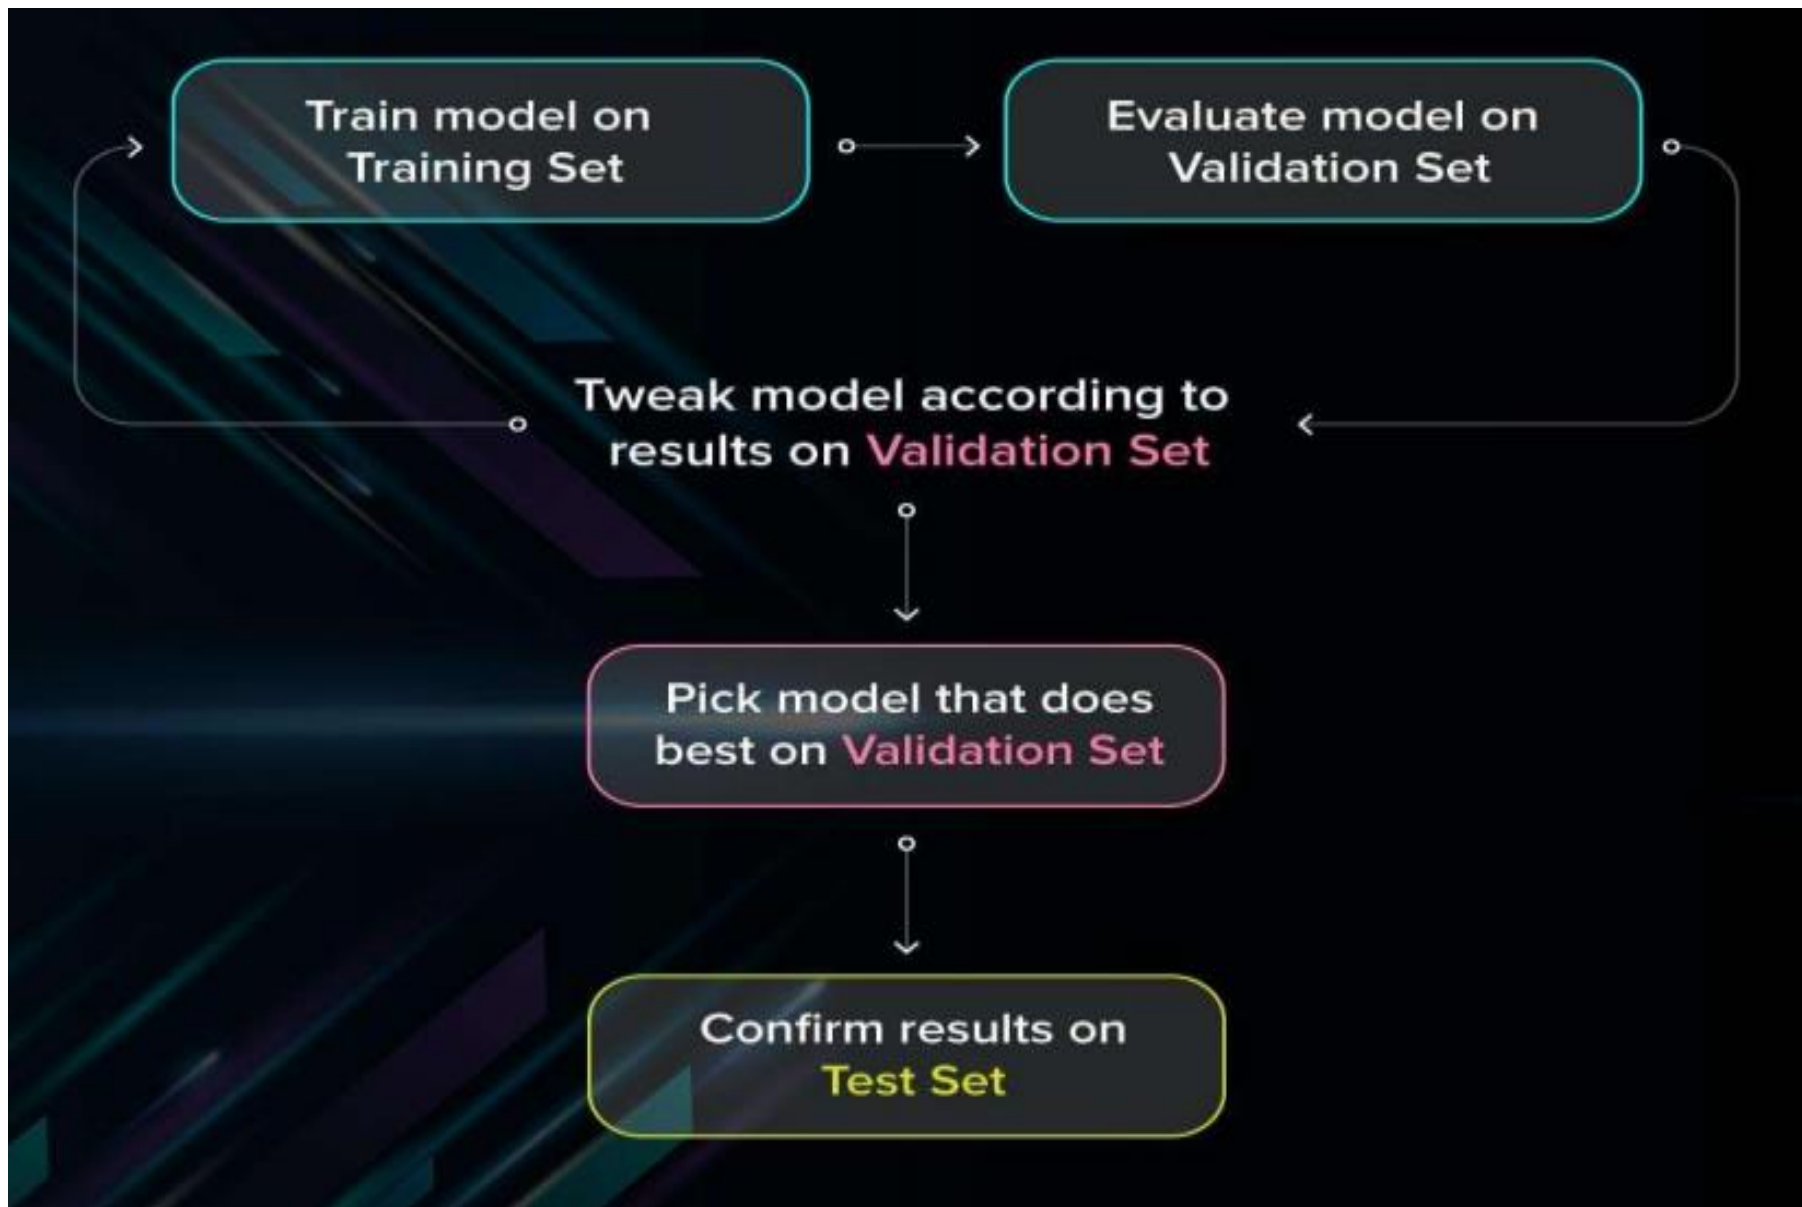 Train model on
Training Set
Evaluate model on
Validation Set
Tweak model according to
results on Validation Set
Pick model that does
best on Validation Set
Confirm results on
Test Set